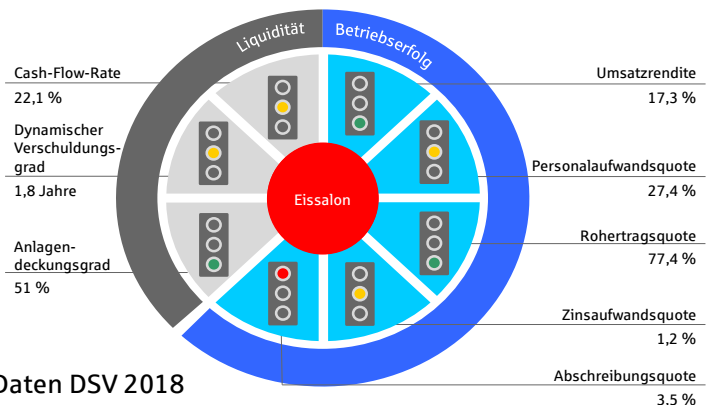 Liquidität
Betriebserfolg
Cash-Flow-Rate
22,1 %
Dynamischer
Verschuldungs-
grad
1,8 Jahre
Anlagen-
deckungsgrad
51 %
Eissalon
Umsatzrendite
17,3 %
Personalaufwandsquote
27,4 %
Rohertragsquote
77,4 %
Zinsaufwandsquote
1,2 %
Abschreibungsquote
3,5 %
Daten DSV 2018